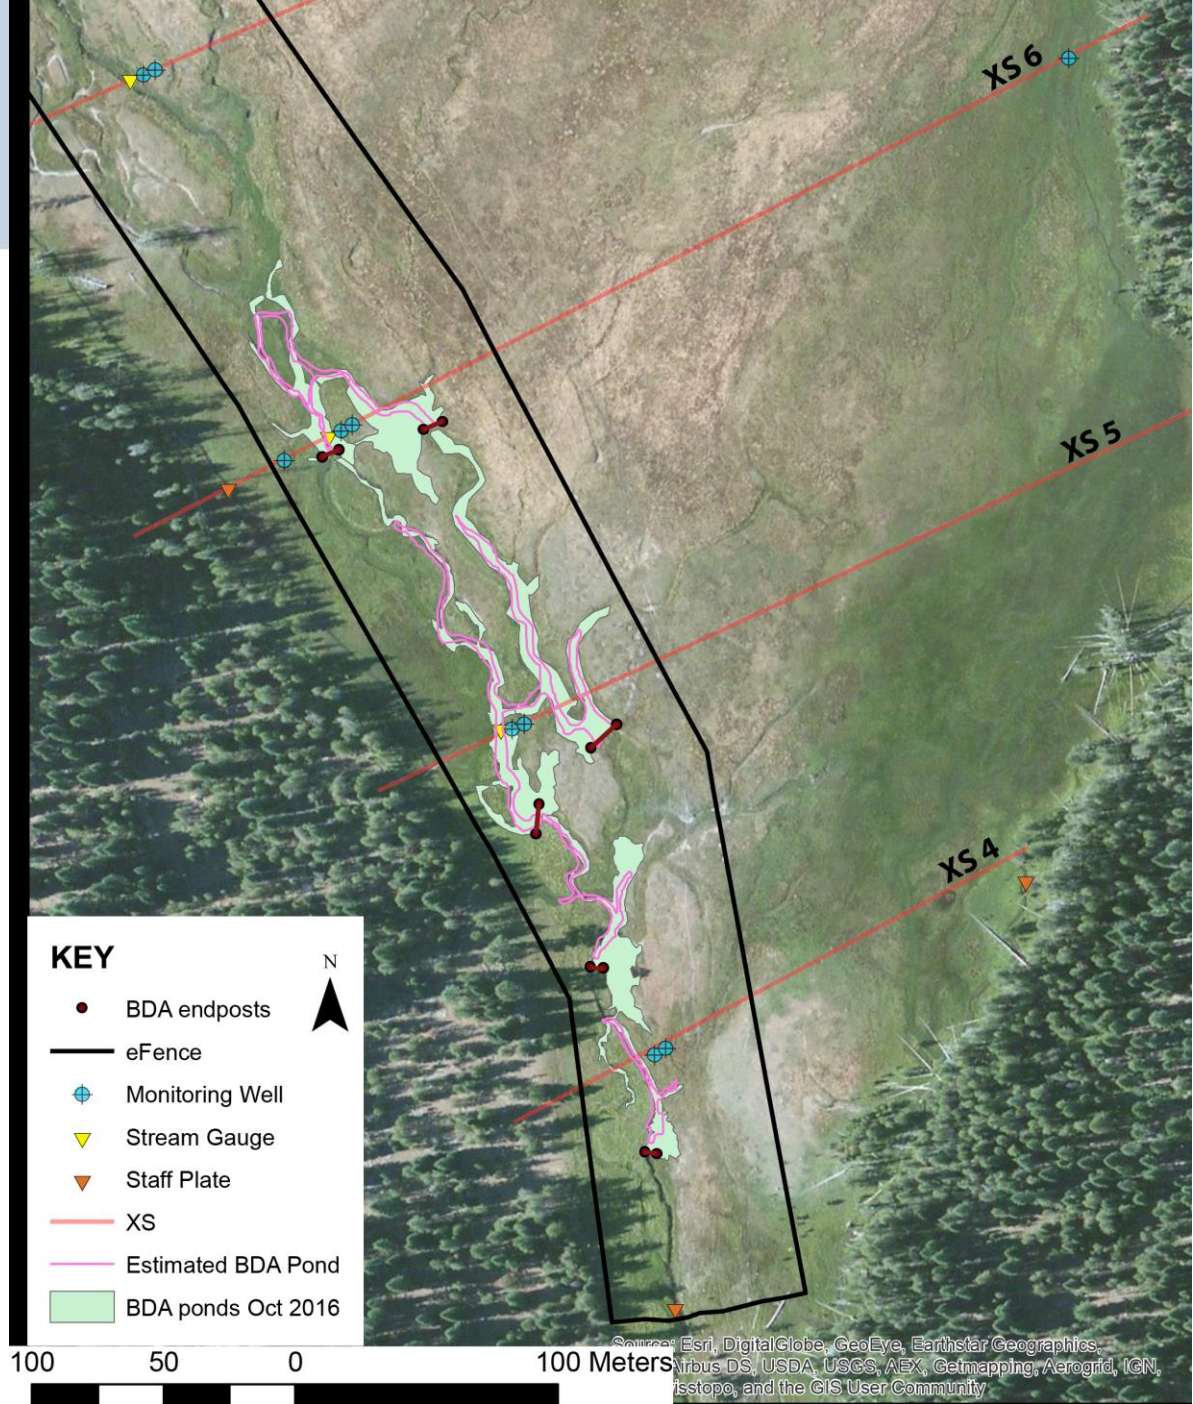 XS 6
XS 5
XS 4
KEY
N
BDA endposts
eFence
Monitoring Well
Stream Gauge
Staff Plate
XS
Estimated BDA Pond
BDA ponds Oct 2016
100 50 0 100 Meters
Source: Esri, DigitalGlobe, GeoEye, Earthstar Geographics,
Airbus DS, USDA, USGS, AEX, Getmapping, Aerogrid, IGN,
isstopo, and the GIS User Community